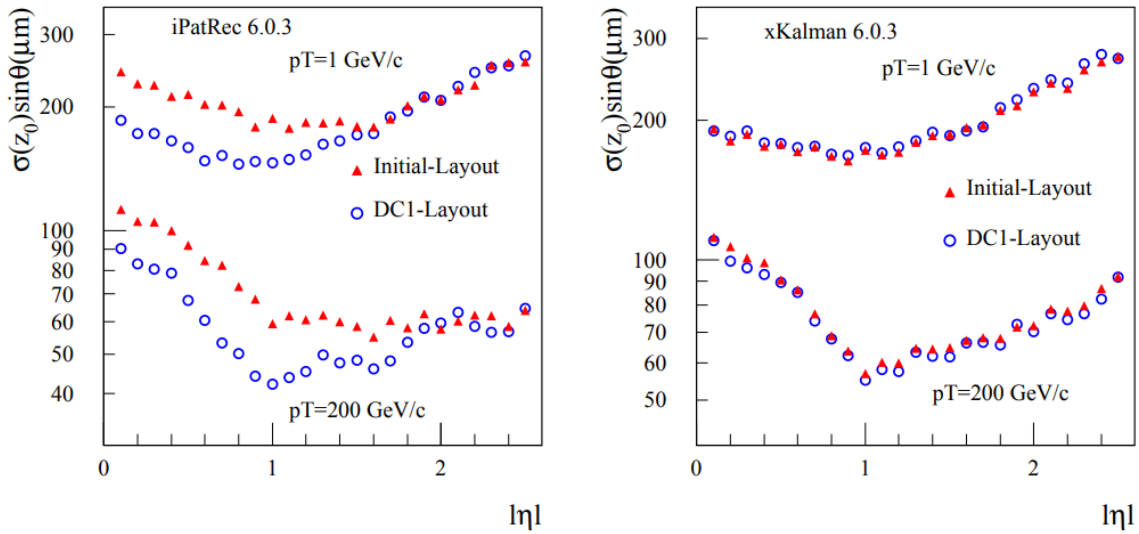 iPatRec 6.0.3
σ(z0)sinθ(μm)
300
200
100
90
80
70
60
50
40
pT=1 GeV/c
Initial-Layout
DC1-Layout
pT=200 GeV/c
0
1
2
lηl
xKalman 6.0.3
σ(z0)sinθ(μm)
300
200
100
90
80
70
60
50
pT=1 GeV/c
Initial-Layout
DC1-Layout
pT=200 GeV/c
0
1
2
lηl